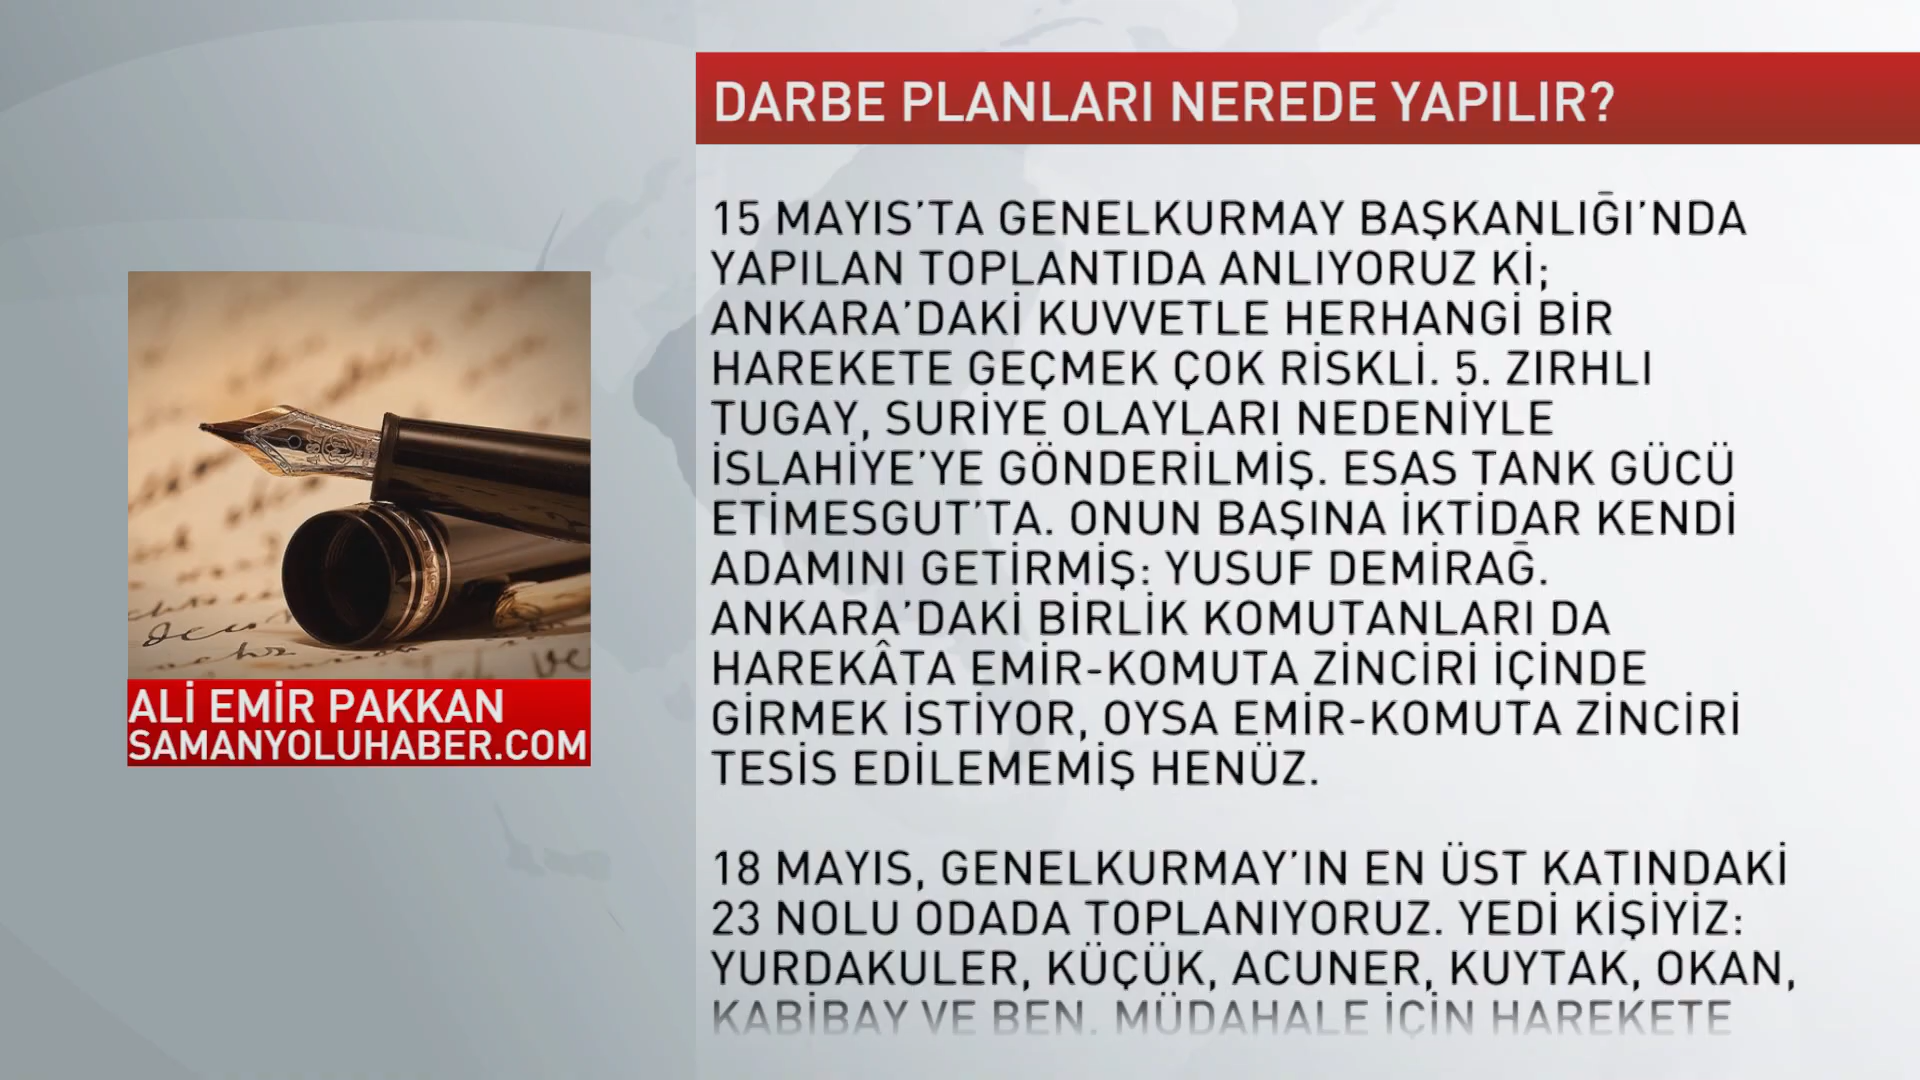 DARBE PLANLARI NEREDE YAPILIR?
15 MAYIS’TA GENELKURMAY BAŞKANLIĞI’NDA
YAPILAN TOPLANTIDA ANLIYORUZ Kİ;
ANKARA’DAKİ KUVVETLE HERHANGİ BİR
HAREKETE GEÇMEK ÇOK RİSKLİ. 5. ZIRHLI
TUGAY, SURİYE OLAYLARI NEDENİYLE
İSLAHİYE’YE GÖNDERİLMİŞ. ESAS TANK GÜCÜ
ETİMESGUT’TA. ONUN BAŞINA İKTİDAR KENDİ
ADAMINI GETİRMİŞ: YUSUF DEMİRAĞ.
ANKARA’DAKİ BİRLİK KOMUTANLARI DA
HAREKÂTA EMİR-KOMUTA ZİNCİRİ İÇİNDE
GİRMEK İSTİYOR, OYSA EMİR-KOMUTA ZİNCİRİ
TESİS EDİLEMEMİŞ HENÜZ.
18 MAYIS, GENELKURMAY’IN EN ÜST KATINDAKİ
23 NOLU ODADA TOPLANIYORUZ. YEDİ KİŞİYİZ:
YURDAKULER, KÜÇÜK, ACUNER, KUYTAK, OKAN,
KABİBAY VE BEN. MÜDAHALE İÇİN HAREKETE
ALİ EMİR PAKKAN
SAMANYOLUHABER.COM